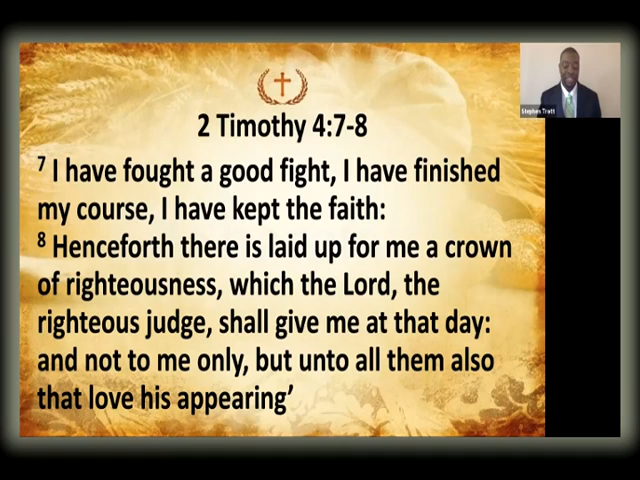 2 Timothy 4:7-8
7 I have fought a good fight, I have finished
my course, I have kept the faith:
8 Henceforth there is laid up for me a crown
of righteousness, which the Lord, the
righteous judge, shall give me at that day:
and not to me only, but unto all them also
that love his appearing’
Stephen Trott